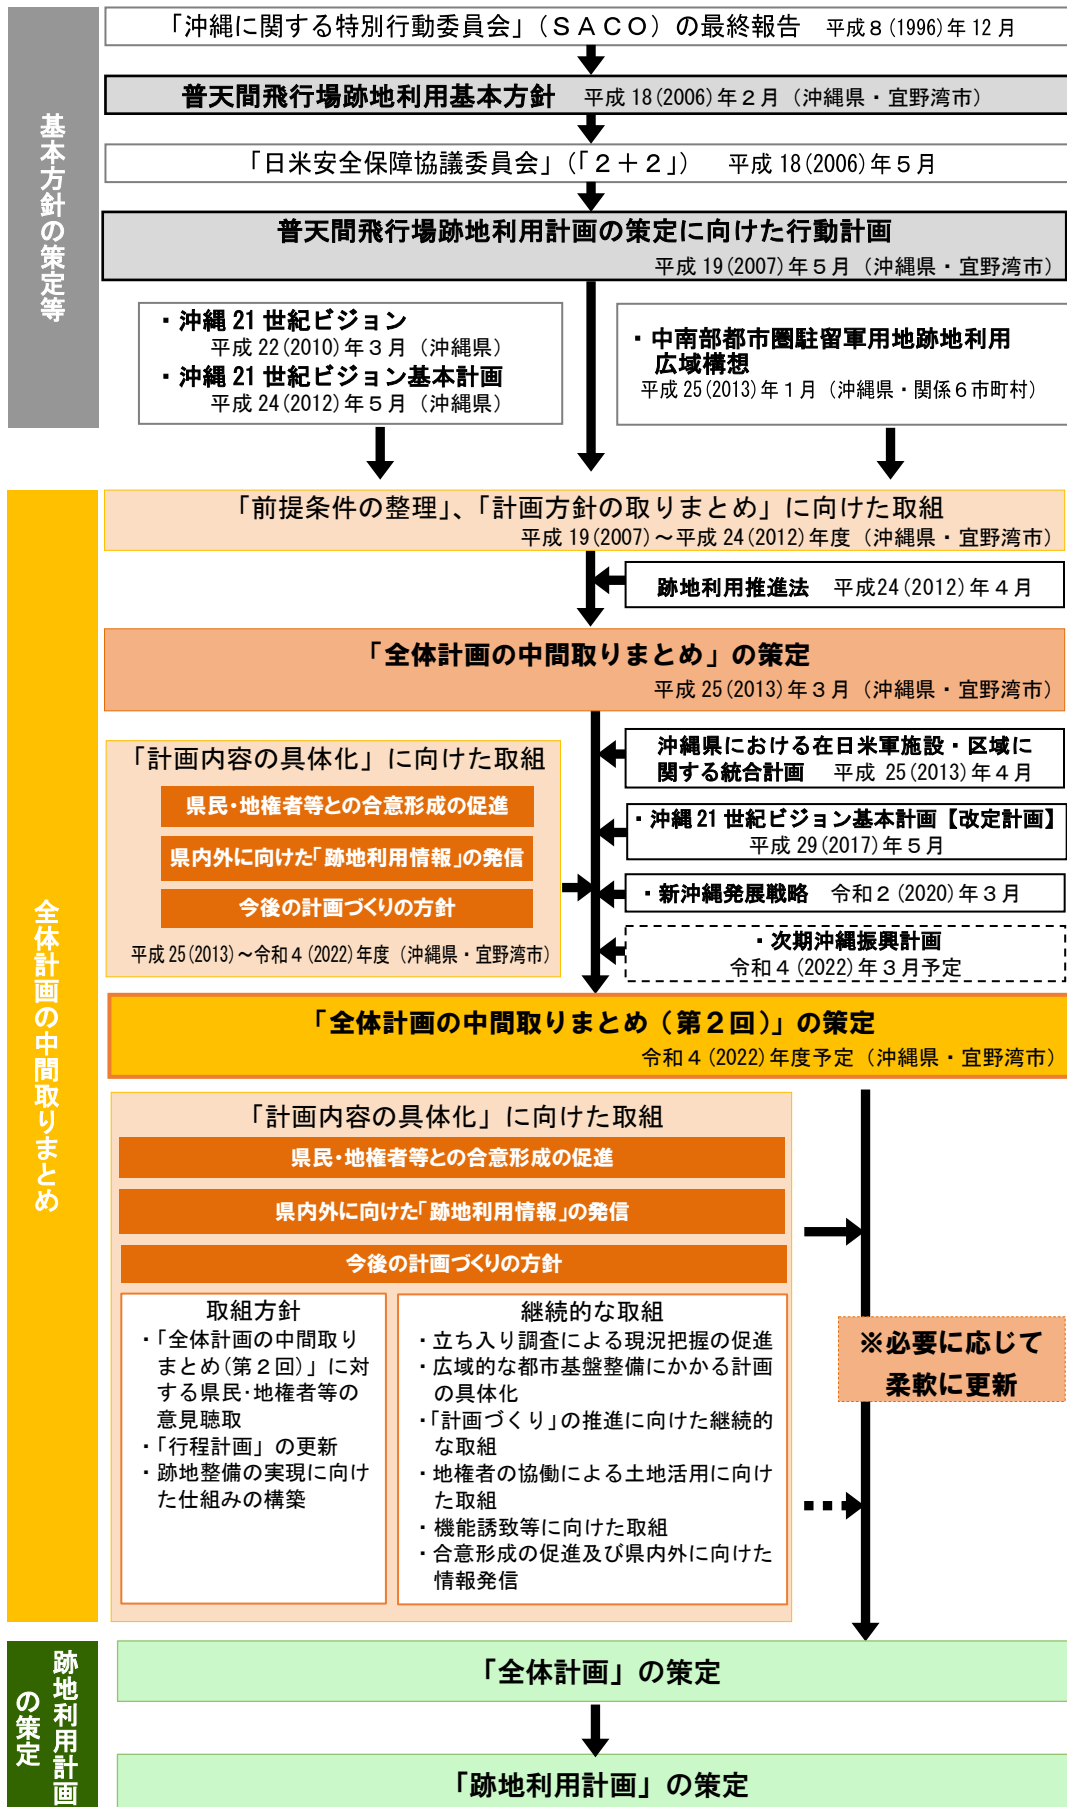 基本方針の策定等
「沖縄に関する特別行動委員会」（ＳＡＣＯ）の最終報告　平成８(1996)年 12 月
普天間飛行場跡地利用基本方針　平成 18(2006)年２月（沖縄県・宜野湾市）
「日米安全保障協議委員会」（「２＋２」）　平成 18(2006)年５月
普天間飛行場跡地利用計画の策定に向けた行動計画
平成 19(2007)年５月（沖縄県・宜野湾市）
・沖縄 21 世紀ビジョン
平成 22(2010)年３月（沖縄県）
・沖縄 21 世紀ビジョン基本計画
平成 24(2012)年５月（沖縄県）
・中南部都市圏駐留軍用地跡地利用
広域構想
平成 25(2013)年１月（沖縄県・関係６市町村）
全体計画の中間取りまとめ
「前提条件の整理」、「計画方針の取りまとめ」に向けた取組
平成 19(2007)～平成 24(2012)年度（沖縄県・宜野湾市）
跡地利用推進法　平成24(2012)年４月
「全体計画の中間取りまとめ」の策定
平成 25(2013)年３月（沖縄県・宜野湾市）
「計画内容の具体化」に向けた取組
県民・地権者等との合意形成の促進
県内外に向けた「跡地利用情報」の発信
今後の計画づくりの方針
平成 25(2013)～令和４(2022)年度（沖縄県・宜野湾市）
沖縄県における在日米軍施設・区域に
関する統合計画　平成 25(2013)年４月
・沖縄 21 世紀ビジョン基本計画【改定計画】
平成 29(2017)年５月
・新沖縄発展戦略　令和２(2020)年３月
・次期沖縄振興計画
令和４(2022)年３月予定
「全体計画の中間取りまとめ（第２回）」の策定
令和４(2022)年度予定（沖縄県・宜野湾市）
「計画内容の具体化」に向けた取組
県民・地権者等との合意形成の促進
県内外に向けた「跡地利用情報」の発信
今後の計画づくりの方針
取組方針
・「全体計画の中間取り
まとめ(第２回)」に対
する県民・地権者等の
意見聴取
・「行程計画」の更新
・跡地整備の実現に向け
た仕組みの構築
継続的な取組
・立ち入り調査による現況把握の促進
・広域的な都市基盤整備にかかる計画
の具体化
・「計画づくり」の推進に向けた継続的
な取組
・地権者の協働による土地活用に向け
た取組
・機能誘致等に向けた取組
・合意形成の促進及び県内外に向けた
情報発信
※必要に応じて
柔軟に更新
跡地利用計画
の策定
「全体計画」の策定
「跡地利用計画」の策定